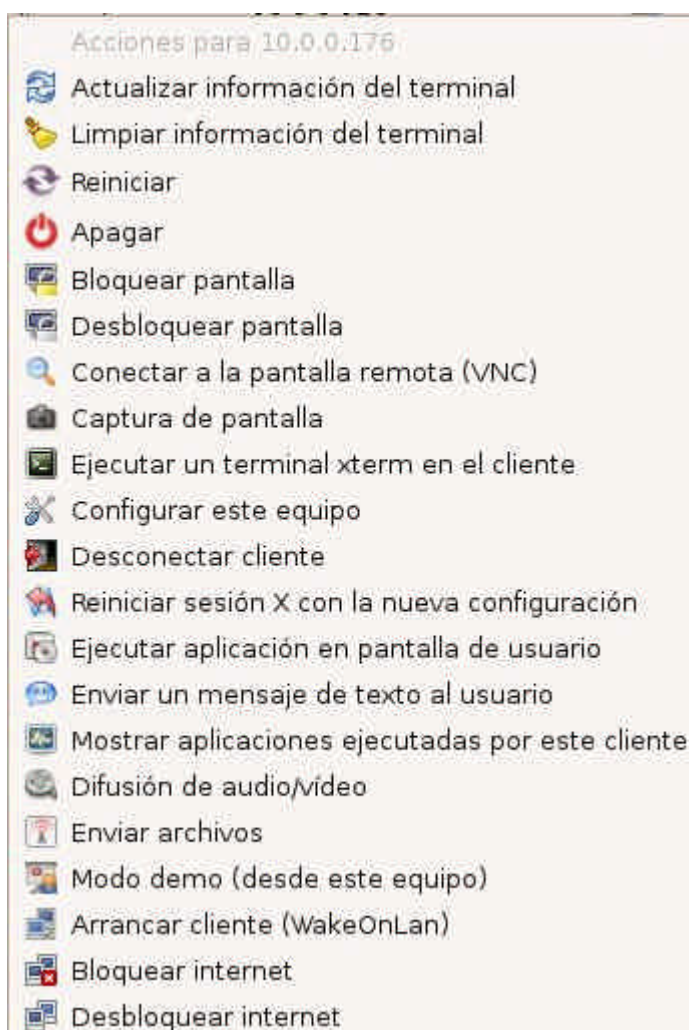 Acciones para 10.0.0.176
Actualizar información del terminal
Limpiar información del terminal
Reiniciar
Apagar
Bloquear pantalla
Desbloquear pantalla
Conectar a la pantalla remota (VNC)
Captura de pantalla
Ejecutar un terminal xterm en el cliente
Configurar este equipo
Desconectar cliente
Reiniciar sesión X con la nueva configuración
Ejecutar aplicación en pantalla de usuario
Enviar un mensaje de texto al usuario
Mostrar aplicaciones ejecutadas por este cliente
Difusión de audio/vídeo
Enviar archivos
Modo demo (desde este equipo)
Arrancar cliente (WakeOnLan)
Bloquear internet
Desbloquear internet